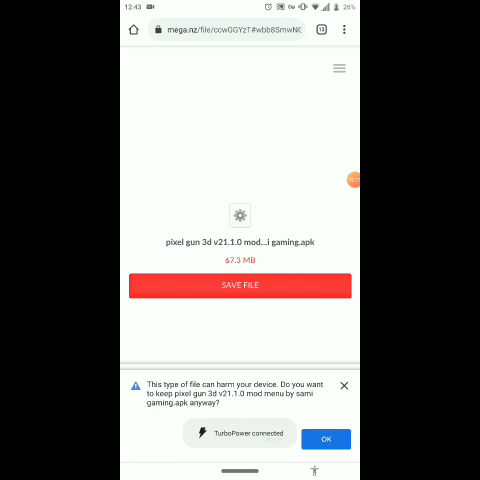 12:43
26%
mega.nz/file/ccwGGYzT#wbb8SmwNG
13
pixel gun 3d v21.1.0 mod...i gaming.apk
67.3 MB
SAVE FILE
This type of file can harm your device. Do you want
to keep pixel gun 3d v21.1.0 mod menu by sami
gaming.apk anyway?
TurboPower connected
OK